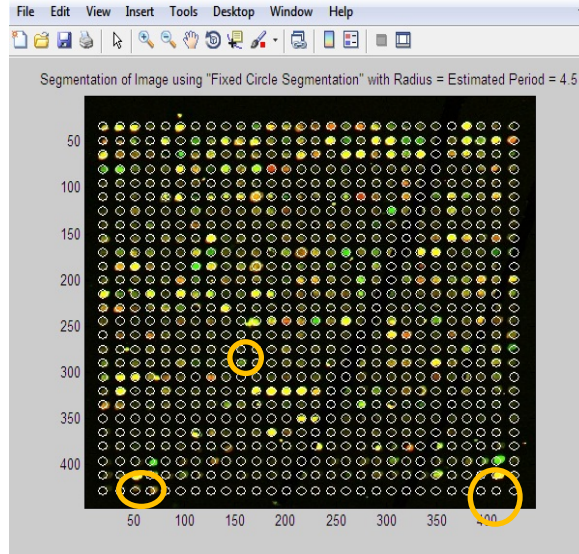 File Edit View Insert Tools Desktop Window Help
Segmentation of Image using "Fixed Circle Segmentation" with Radius = Estimated Period = 4.5
50
100
150
200
250
300
350
400
50 100 150 200 250 300 350 400